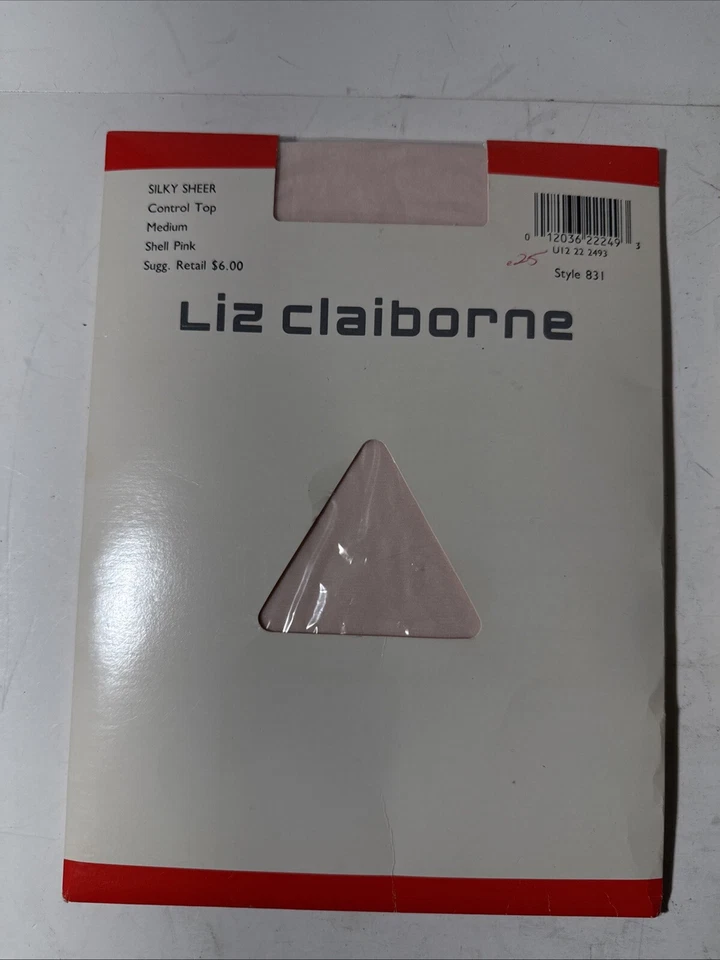 SILKY SHEER
Control Top
Medium
Shell Pink
Sugg. Retail $6.00
0 12036 22249 3
U12 22 2493
.25
Style 831
Liz claiborne